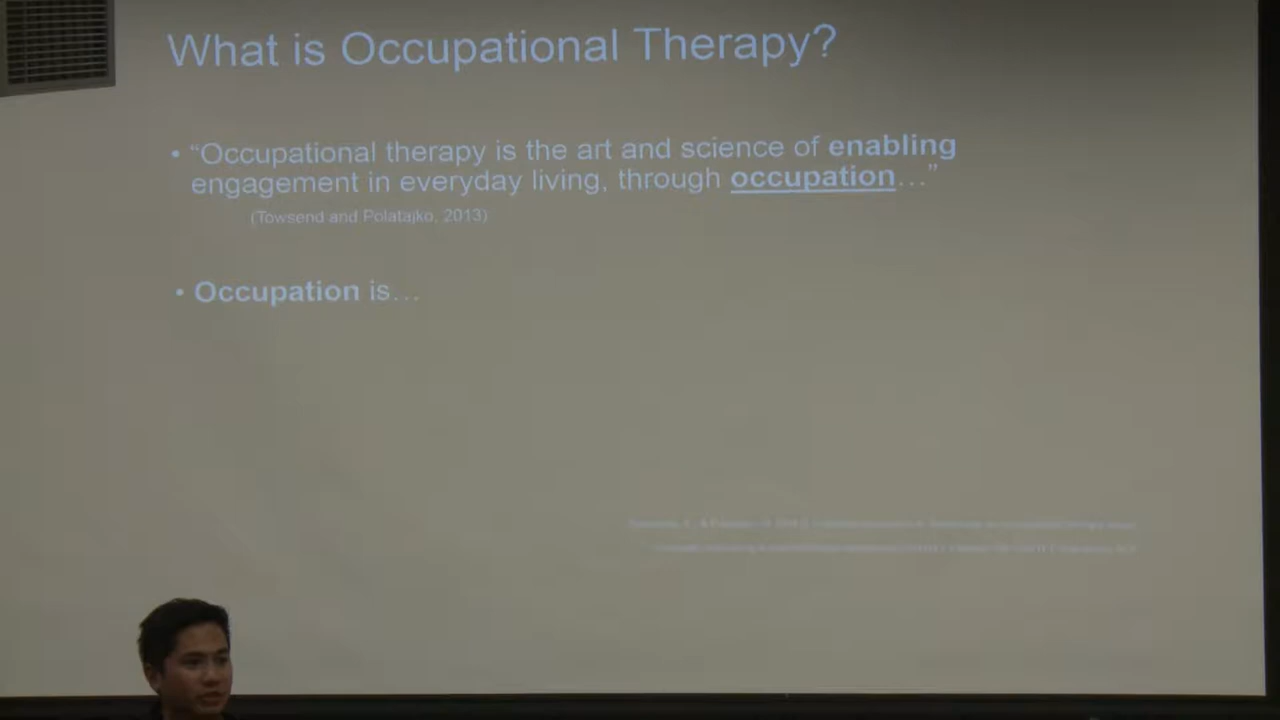 What is Occupational Therapy?
• “Occupational therapy is the art and science of enabling
engagement in everyday living, through occupation…”
(Towsend and Polatajko, 2013)
• Occupation is…